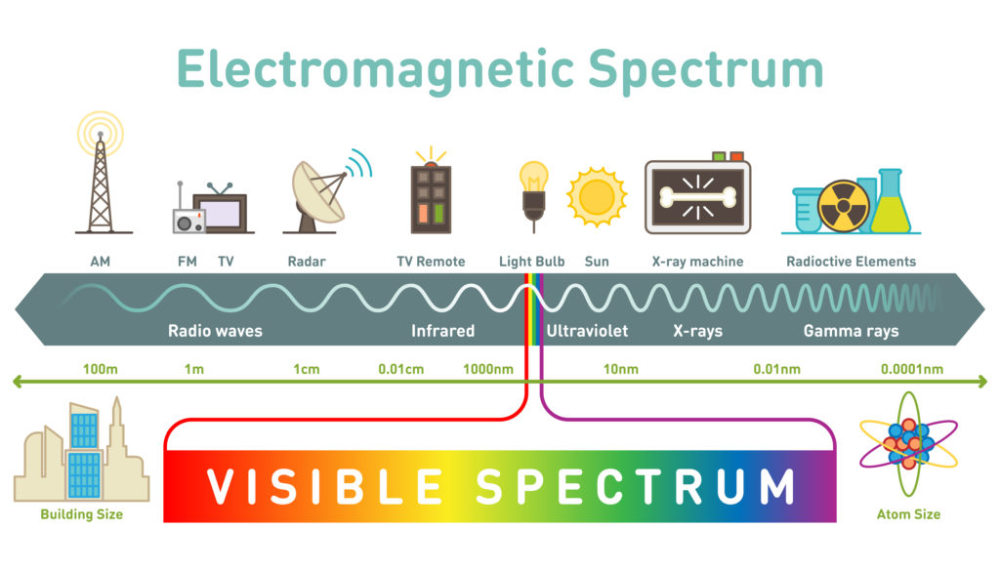 Electromagnetic Spectrum
AM
FM
TV
Radar
TV Remote
Light Bulb
Sun
X-ray machine
Radioctive Elements
Radio waves
Infrared
Ultraviolet
X-rays
Gamma rays
100m
1m
1cm
0.01cm
1000nm
10nm
0.01nm
0.0001nm
Building Size
VISIBLE SPECTRUM
Atom Size